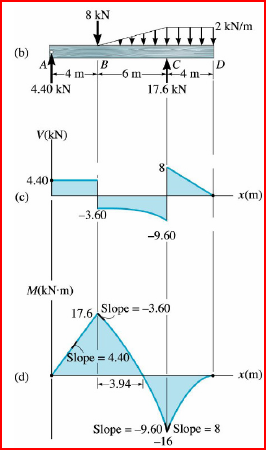 8 kN
2 kN/m
(b)
A B C D
4 m 6 m 4 m
4.40 kN 17.6 kN
V(kN)
8
4.40
(c) x(m)
−3.60
−9.60
M(kN·m)
17.6 Slope = −3.60
Slope = 4.40
(d) x(m)
3.94
Slope = −9.60 Slope = 8
−16